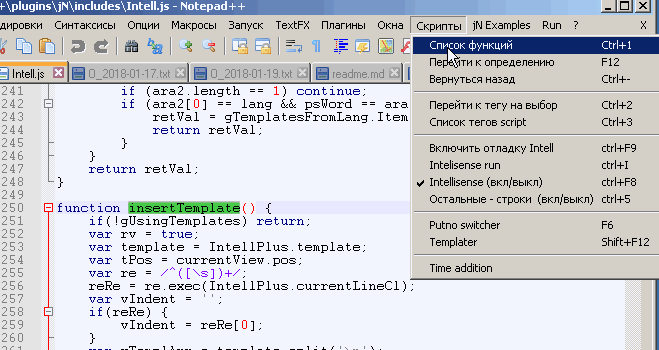 +\plugins\jN\includes\Intell.js - Notepad++
дировки Синтаксисы Опции Макросы Запуск TextFX Плагины Окна Скрипты jN Examples Run ? X
Intell.js 0_2018-01-17.txt 0_2018-01-19.txt readme.md
Список функций Ctrl+1
Перейти к определению F12
Вернуться назад Ctrl+-
Перейти к тегу на выбор Ctrl+2
Список тегов script Ctrl+3
Включить отладку Intell ctrl+F9
Intelisense run ctrl+I
Intellisense (вкл/выкл) ctrl+F8
Остальные - строки (вкл/выкл) ctrl+5
Putno switcher F6
Templater Shift+F12
Time addition
241 if (ara2.length == 1) continue;
242 if (ara2[0] == lang && psWord == ara
243 retVal = gTemplatesFromLang.Item
244 return retVal;
245 }
246 }
247 return retVal;
248 }
249
250 function insertTemplate() {
251 if(!gUsingTemplates) return;
252 var rv = true;
253 var template = IntellPlus.template;
254 var tPos = currentView.pos;
255 var re = /^([\s])+/;
256 reRe = re.exec(IntellPlus.currentLineCl);
257 var vIndent = '';
258 if(reRe) {
259 vIndent = reRe[0];
260 }